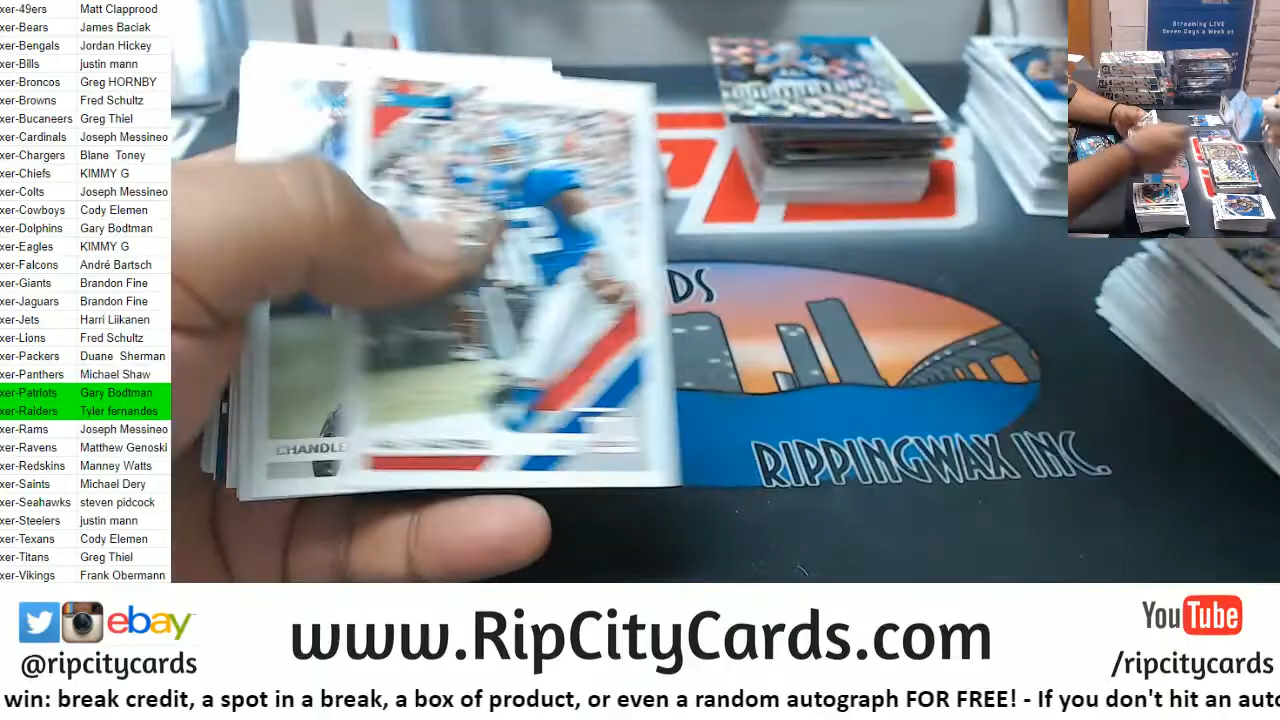 xer-49ers Matt Clapprood
xer-Bears James Baciak
xer-Bengals Jordan Hickey
xer-Bills justin mann
xer-Broncos Greg HORNBY
xer-Browns Fred Schultz
xer-Bucaneers Greg Thiel
xer-Cardinals Joseph Messineo
xer-Chargers Blane Toney
xer-Chiefs KIMMY G
xer-Colts Joseph Messineo
xer-Cowboys Cody Elemen
xer-Dolphins Gary Bodtman
xer-Eagles KIMMY G
xer-Falcons André Bartsch
xer-Giants Brandon Fine
xer-Jaguars Brandon Fine
xer-Jets Harri Liikanen
xer-Lions Fred Schultz
xer-Packers Duane Sherman
xer-Panthers Michael Shaw
xer-Patriots Gary Bodtman
xer-Raiders Tyler fernandes
xer-Rams Joseph Messineo
xer-Ravens Matthew Genoski
xer-Redskins Manney Watts
xer-Saints Michael Dery
xer-Seahawks steven pidcock
xer-Steelers justin mann
xer-Texans Cody Elemen
xer-Titans Greg Thiel
xer-Vikings Frank Obermann
CHANDLE
DS
RIPPINGWAX INC.
Streaming LIVE
Seven Days a Week at
ebay
@ripcitycards
www.RipCityCards.com
YouTube
/ripcitycards
win: break credit, a spot in a break, a box of product, or even a random autograph FOR FREE! - If you don't hit an auto